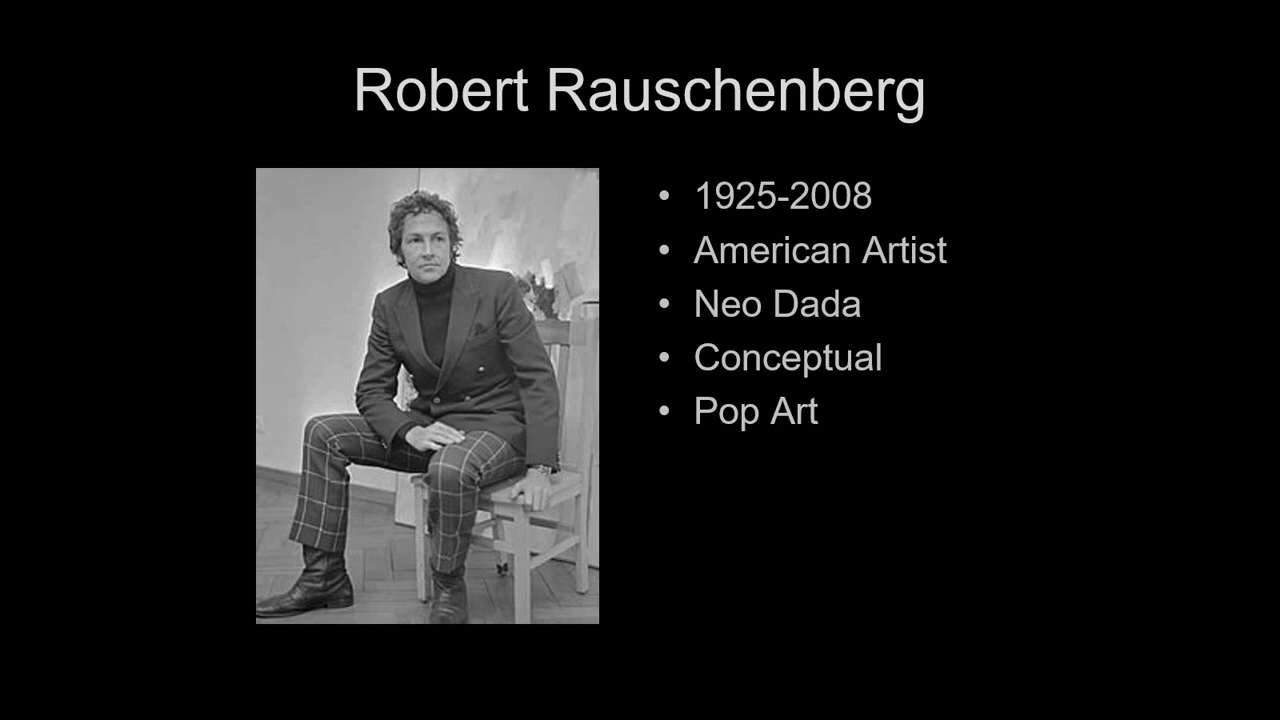 Robert Rauschenberg
• 1925-2008
• American Artist
• Neo Dada
• Conceptual
• Pop Art